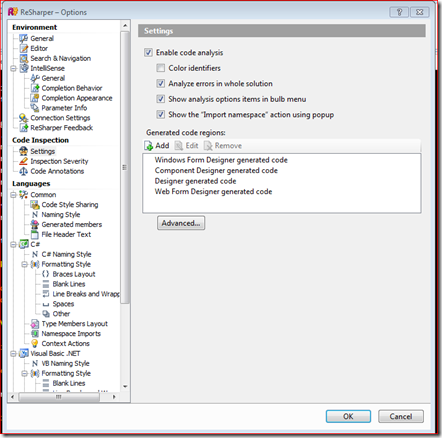 ReSharper – Options
Environment
General
Editor
Search & Navigation
IntelliSense
General
Completion Behavior
Completion Appearance
Parameter Info
Connection Settings
ReSharper Feedback
Code Inspection
Settings
Inspection Severity
Code Annotations
Languages
Common
Code Style Sharing
Naming Style
Generated members
File Header Text
C#
C# Naming Style
Formatting Style
Braces Layout
Blank Lines
Line Breaks and Wrapp
Spaces
Other
Type Members Layout
Namespace Imports
Context Actions
Visual Basic .NET
VB Naming Style
Formatting Style
Blank Lines
Settings
Enable code analysis
Color identifiers
Analyze errors in whole solution
Show analysis options items in bulb menu
Show the "Import namespace" action using popup
Generated code regions:
Add Edit Remove
Windows Form Designer generated code
Component Designer generated code
Designer generated code
Web Form Designer generated code
Advanced...
OK Cancel